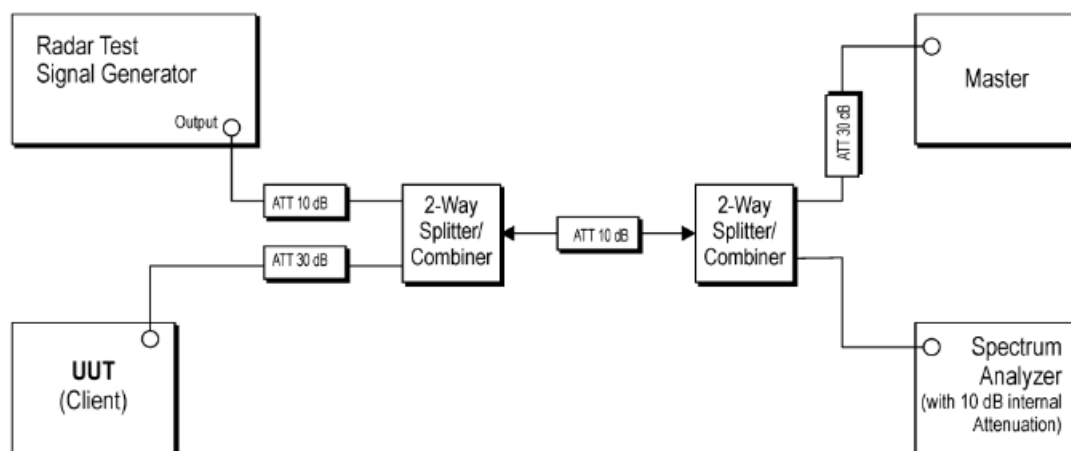 Radar Test
Signal Generator
Output
ATT 10 dB
ATT 30 dB
UUT
(Client)
2-Way
Splitter/
Combiner
ATT 10 dB
2-Way
Splitter/
Combiner
ATT 30 dB
Master
Spectrum
Analyzer
(with 10 dB internal
Attenuation)